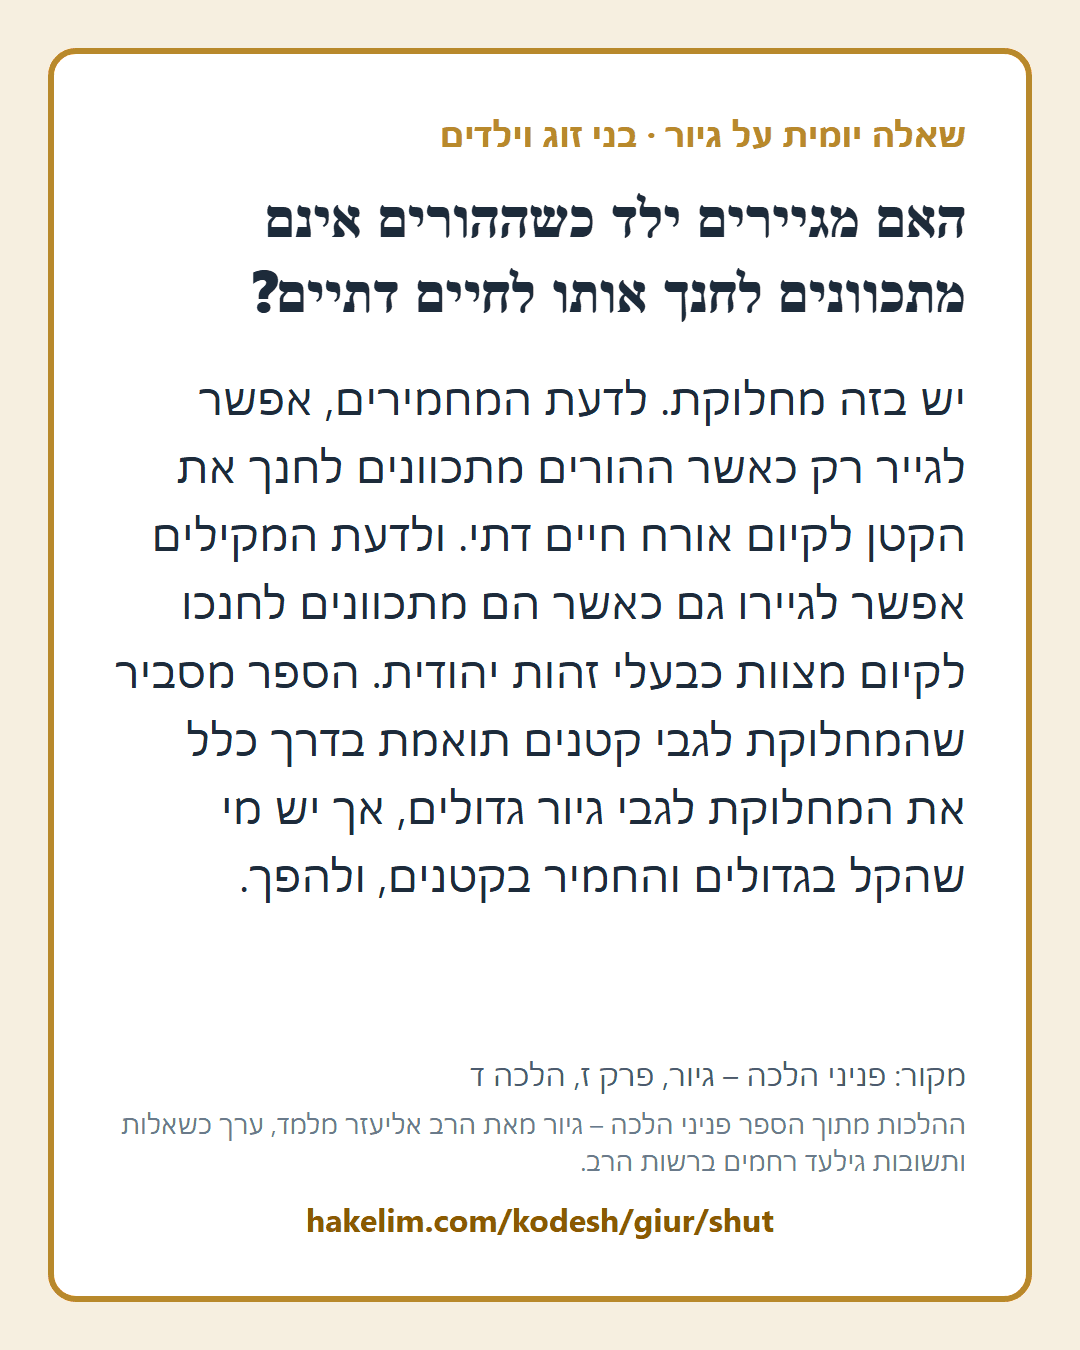 שאלה יומית על גיור · בני זוג וילדים
האם מגיירים ילד כשההורים אינם
מתכוונים לחנך אותו לחיים דתיים?
יש בזה מחלוקת. לדעת המחמירים, אפשר
לגייר רק כאשר ההורים מתכוונים לחנך את
הקטן לקיום אורח חיים דתי. ולדעת המקילים
אפשר לגיירו גם כאשר הם מתכוונים לחנכו
לקיום מצוות כבעלי זהות יהודית. הספר מסביר
שהמחלוקת לגבי קטנים תואמת בדרך כלל
את המחלוקת לגבי גיור גדולים, אך יש מי
שהקל בגדולים והחמיר בקטנים, ולהפך.
מקור: פניני הלכה – גיור, פרק ז, הלכה ד
ההלכות מתוך הספר פניני הלכה – גיור מאת הרב אליעזר מלמד, ערך כשאלות
ותשובות גילעד רחמים ברשות הרב.
hakelim.com/kodesh/giur/shut